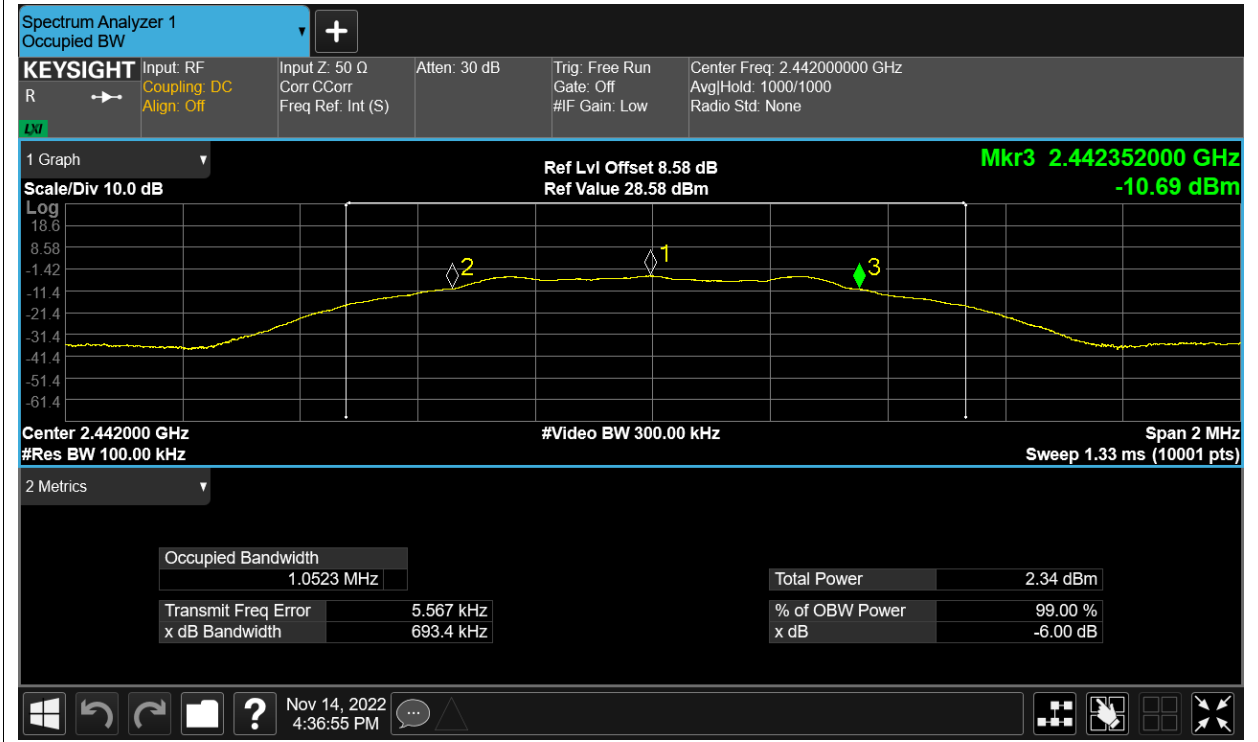 Spectrum Analyzer 1
Occupied BW
KEYSIGHT
R
LXI
Input: RF
Coupling: DC
Align: Off
Input Z: 50 Ω
Corr CCorr
Freq Ref: Int (S)
Atten: 30 dB
Trig: Free Run
Gate: Off
#IF Gain: Low
Center Freq: 2.442000000 GHz
Avg|Hold: 1000/1000
Radio Std: None
1 Graph
Scale/Div 10.0 dB
Ref Lvl Offset 8.58 dB
Ref Value 28.58 dBm
Mkr3 2.442352000 GHz
-10.69 dBm
Log
18.6
8.58
-1.42
-11.4
-21.4
-31.4
-41.4
-51.4
-61.4
2
1
3
Center 2.442000 GHz
#Video BW 300.00 kHz
Span 2 MHz
#Res BW 100.00 kHz
Sweep 1.33 ms (10001 pts)
2 Metrics
Occupied Bandwidth
1.0523 MHz
Total Power 2.34 dBm
Transmit Freq Error 5.567 kHz
% of OBW Power 99.00 %
x dB Bandwidth 693.4 kHz
x dB -6.00 dB
?
Nov 14, 2022
4:36:55 PM